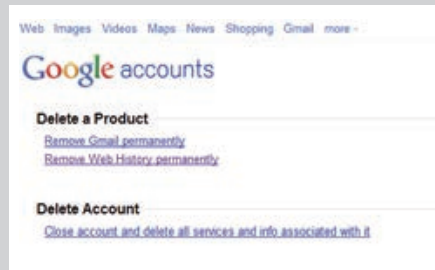 Web Images Videos Maps News Shopping Gmail more -
Google accounts
Delete a Product
Remove Gmail permanently
Remove Web History permanently
Delete Account
Close account and delete all services and info associated with it